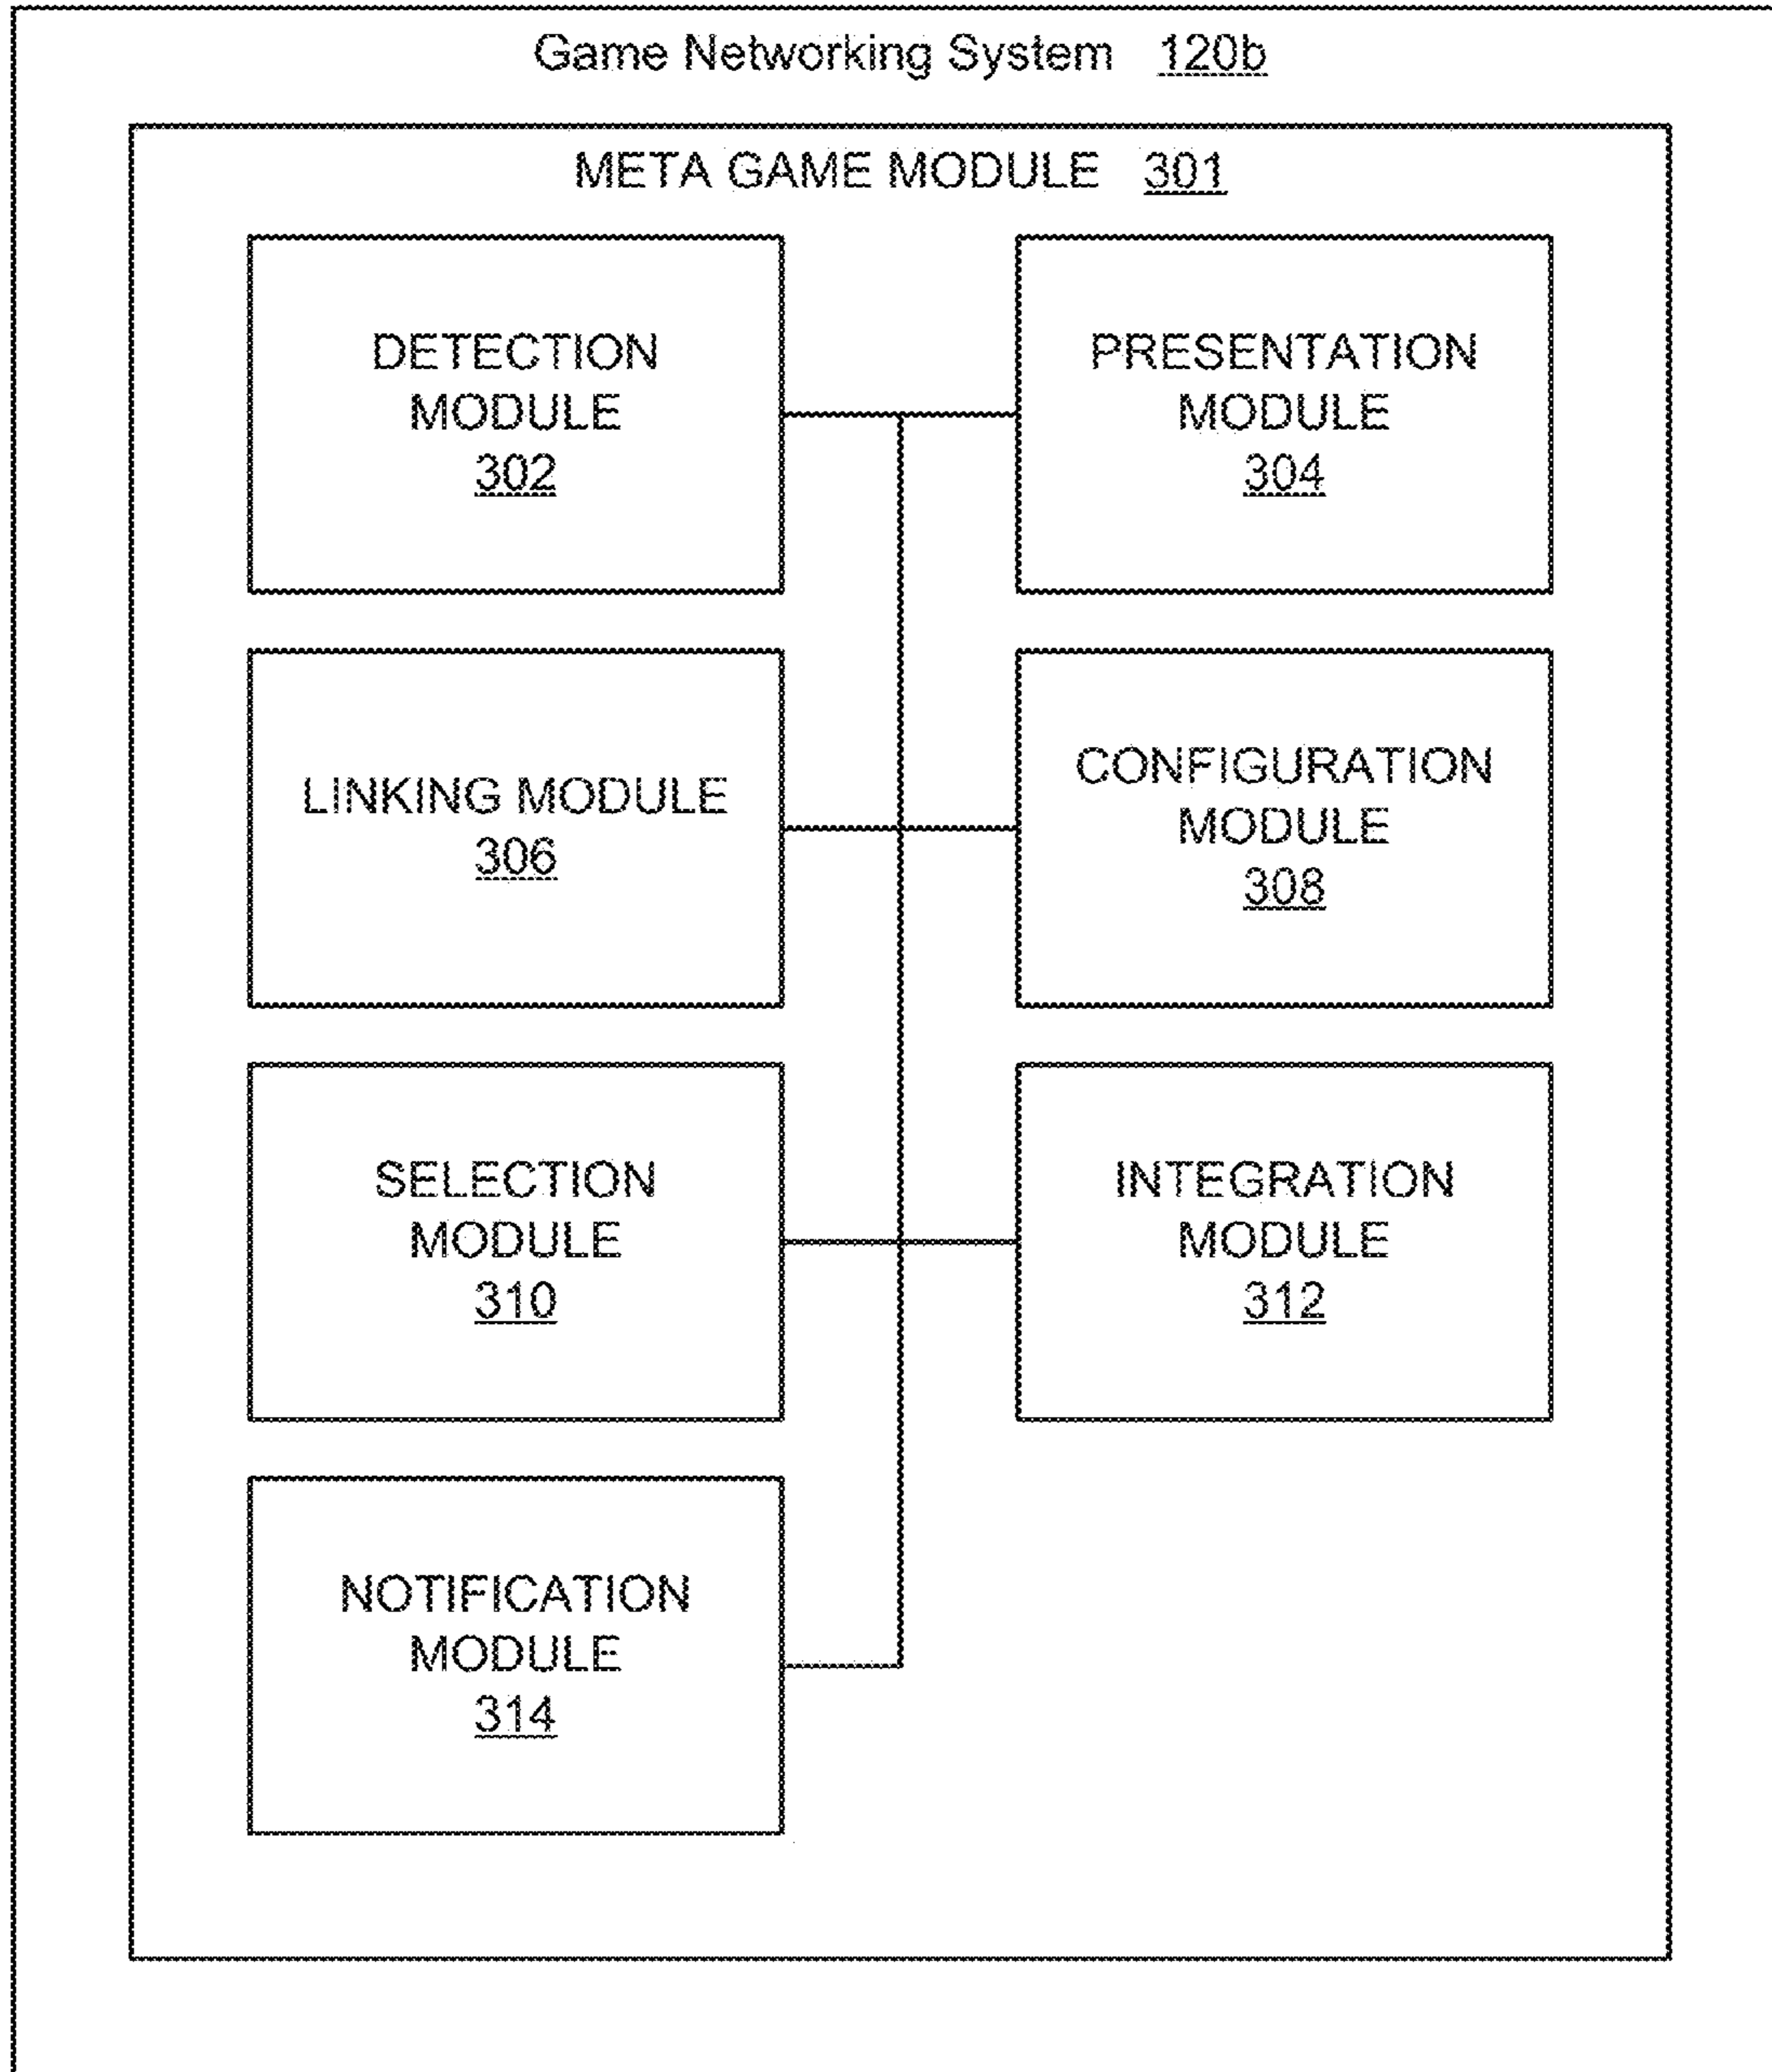 Game Networking System 120b
META GAME MODULE 301
DETECTION
MODULE
302
PRESENTATION
MODULE
304
LINKING MODULE
306
CONFIGURATION
MODULE
308
SELECTION
MODULE
310
INTEGRATION
MODULE
312
NOTIFICATION
MODULE
314